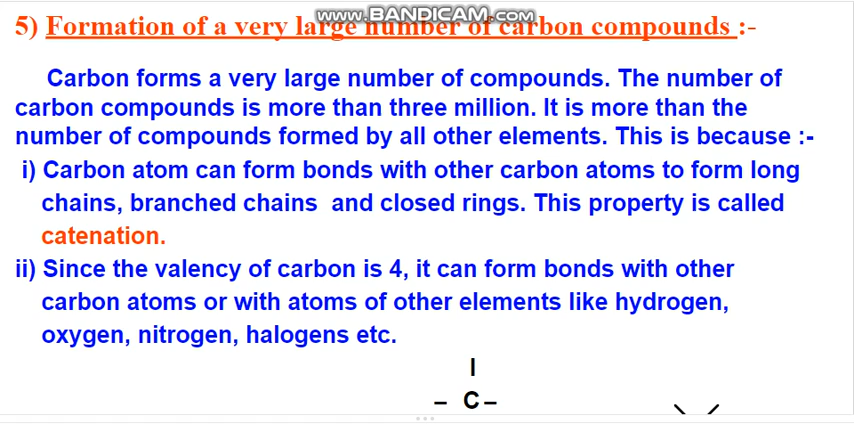 www.BANDICAM.COM
5) Formation of a very large number of carbon compounds :-
Carbon forms a very large number of compounds. The number of
carbon compounds is more than three million. It is more than the
number of compounds formed by all other elements. This is because :-
i) Carbon atom can form bonds with other carbon atoms to form long
chains, branched chains and closed rings. This property is called
catenation.
ii) Since the valency of carbon is 4, it can form bonds with other
carbon atoms or with atoms of other elements like hydrogen,
oxygen, nitrogen, halogens etc.
I
– C –